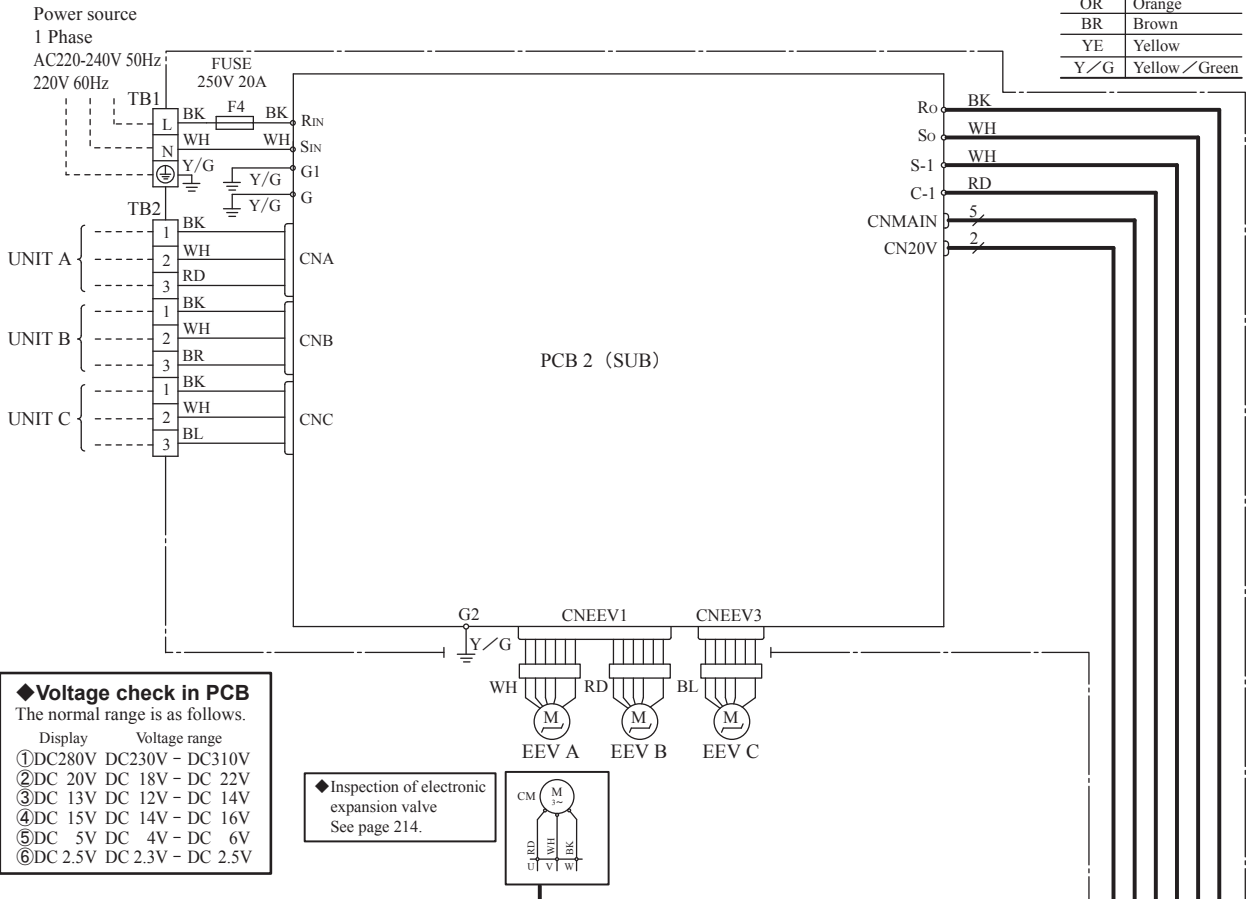 Power source
1 Phase
AC220-240V 50Hz
220V 60Hz
OR Orange
BR Brown
YE Yellow
Y/G Yellow/Green
FUSE
250V 20A
TB1
L BK F4 BK RIN
N WH WH SIN
Y/G
Y/G G1
Y/G G
TB2
UNIT A
1 BK
2 WH CNA
3 RD
UNIT B
1 BK
2 WH CNB
3 BR
UNIT C
1 BK
2 WH CNC
3 BL
PCB 2 (SUB)
RO BK
SO WH
S-1 WH
C-1 RD
CNMAIN 5
CN20V 2
G2 CNEEV1 CNEEV3
Y/G
WH RD BL
M M M
EEV A EEV B EEV C
◆Voltage check in PCB
The normal range is as follows.
Display Voltage range
①DC280V DC230V - DC310V
②DC 20V DC 18V - DC 22V
③DC 13V DC 12V - DC 14V
④DC 15V DC 14V - DC 16V
⑤DC 5V DC 4V - DC 6V
⑥DC 2.5V DC 2.3V - DC 2.5V
◆Inspection of electronic
expansion valve
See page 214.
CM M
3~
RD WH BK
U V W